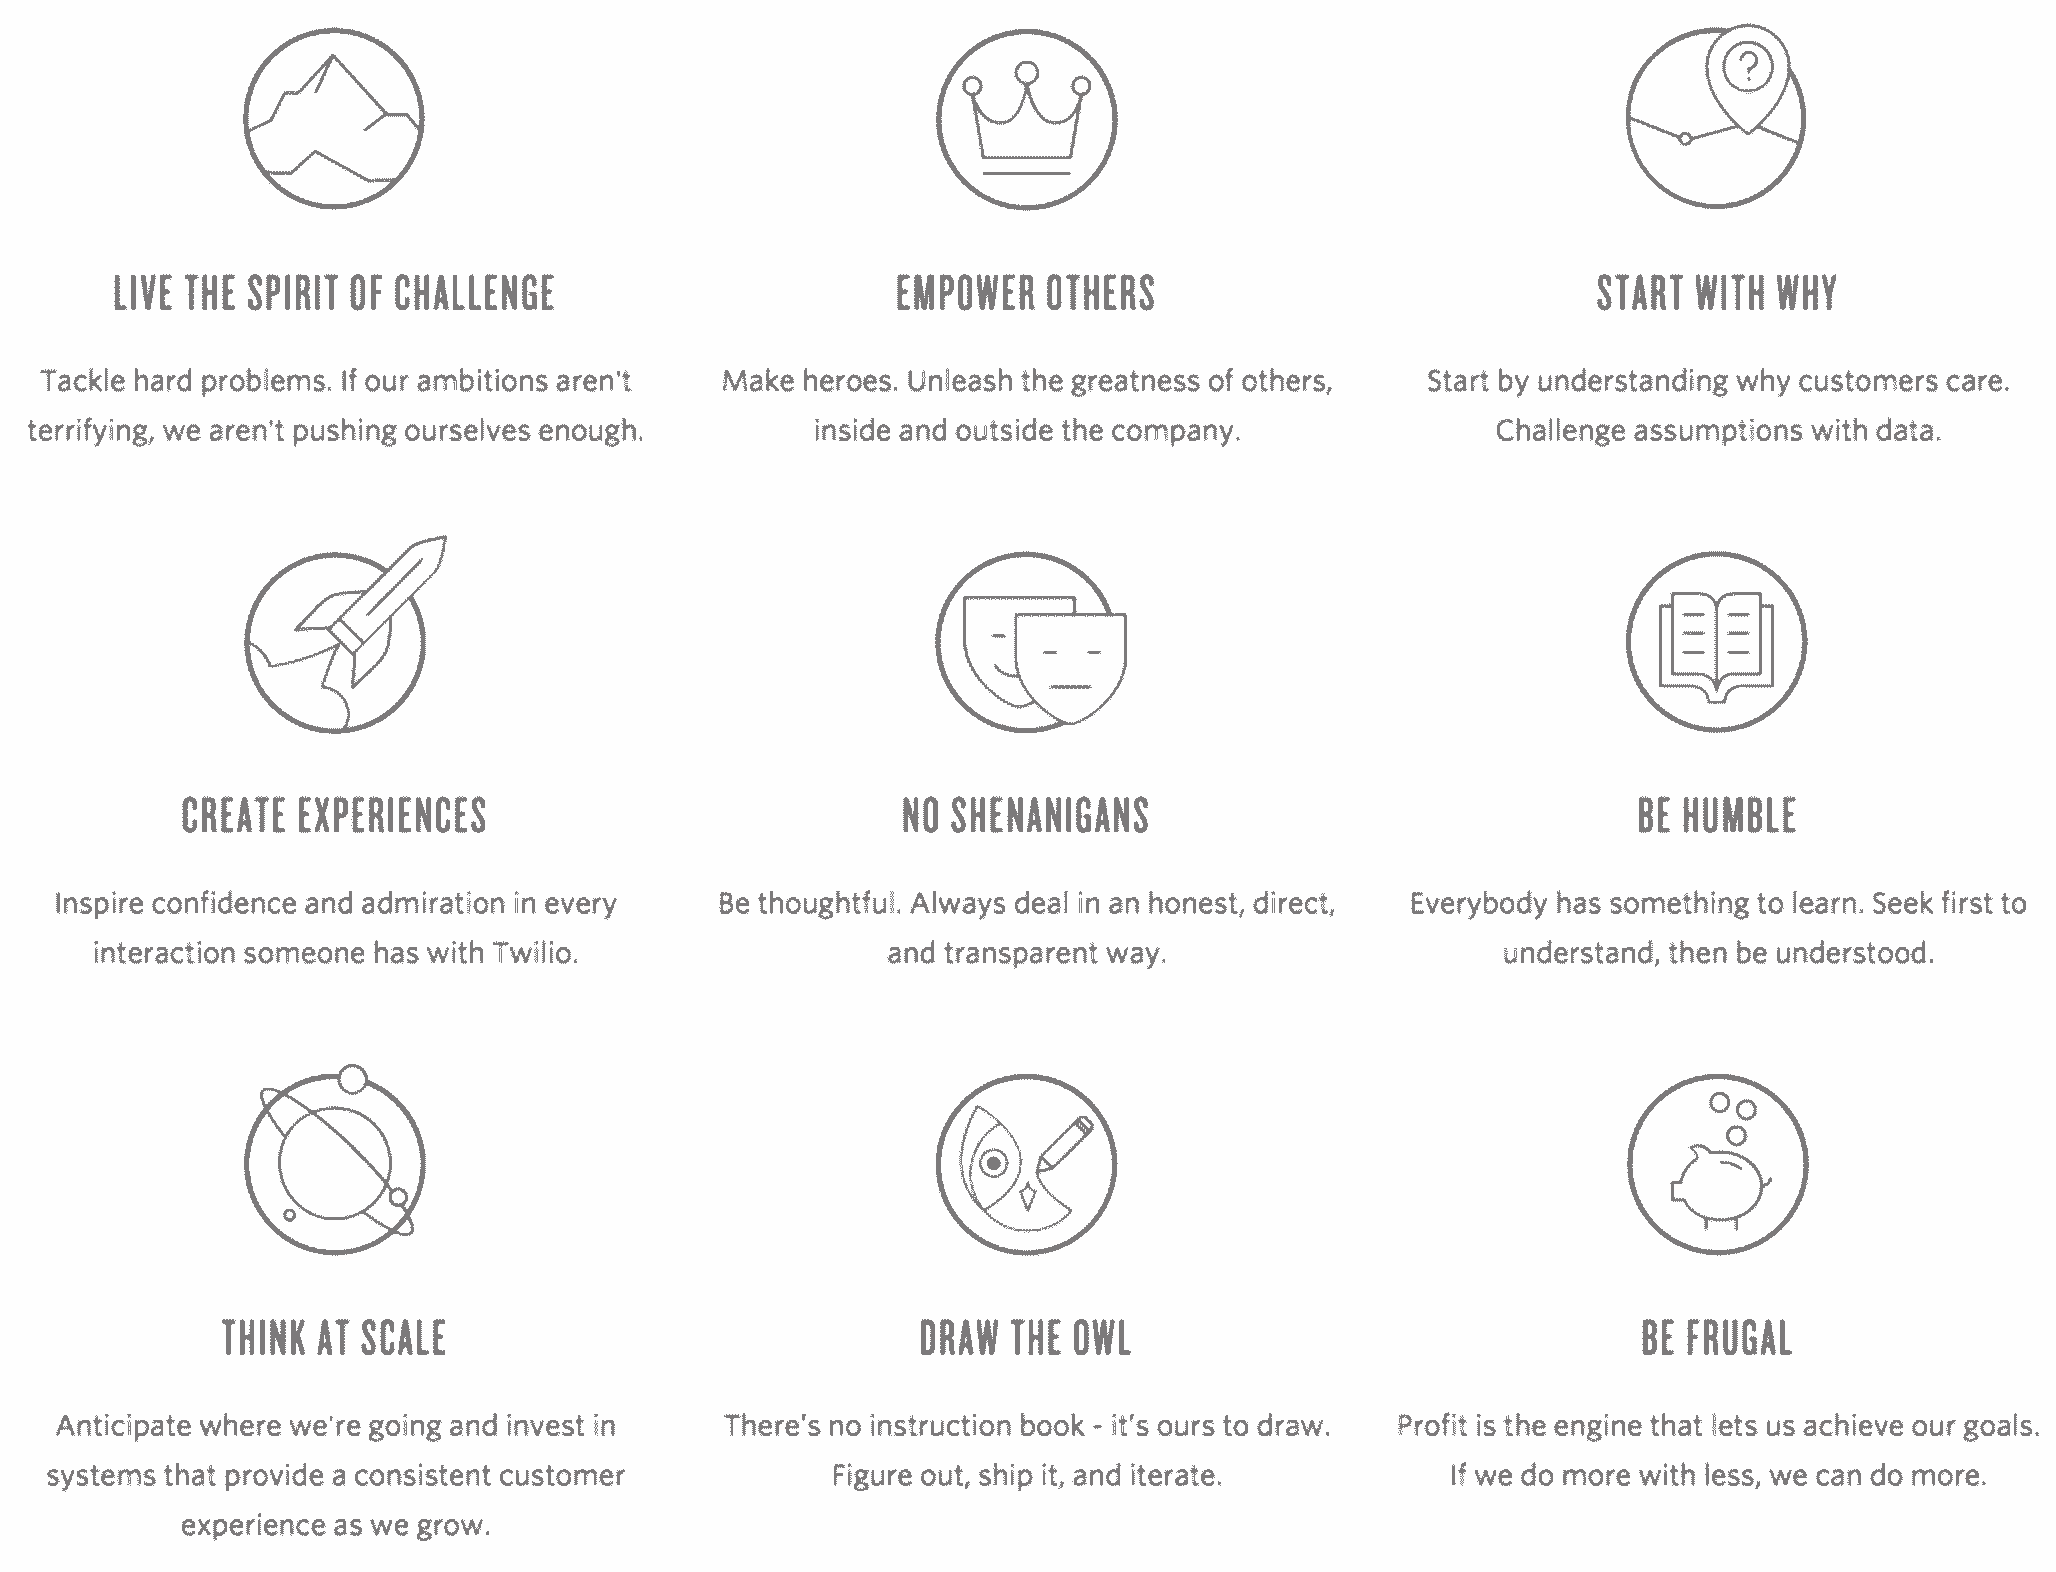 ?
LIVE THE SPIRIT OF CHALLENGE
Tackle hard problems. If our ambitions aren't
terrifying, we aren't pushing ourselves enough.
EMPOWER OTHERS
Make heroes. Unleash the greatness of others,
inside and outside the company.
START WITH WHY
Start by understanding why customers care.
Challenge assumptions with data.
CREATE EXPERIENCES
Inspire confidence and admiration in every
interaction someone has with Twilio.
NO SHENANIGANS
Be thoughtful. Always deal in an honest, direct,
and transparent way.
BE HUMBLE
Everybody has something to learn. Seek first to
understand, then be understood.
THINK AT SCALE
Anticipate where we're going and invest in
systems that provide a consistent customer
experience as we grow.
DRAW THE OWL
There's no instruction book - it's ours to draw.
Figure out, ship it, and iterate.
BE FRUGAL
Profit is the engine that lets us achieve our goals.
If we do more with less, we can do more.